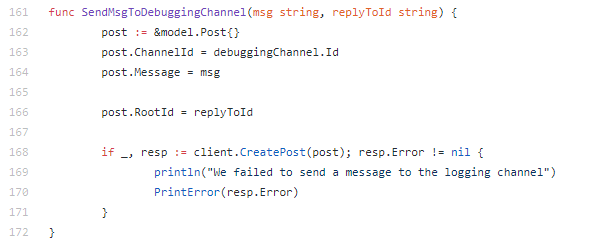 161 func SendMsgToDebuggingChannel(msg string, replyToId string) {
162 post := &model.Post{}
163 post.ChannelId = debuggingChannel.Id
164 post.Message = msg
165
166 post.RootId = replyToId
167
168 if _, resp := client.CreatePost(post); resp.Error != nil {
169 println("We failed to send a message to the logging channel")
170 PrintError(resp.Error)
171 }
172 }